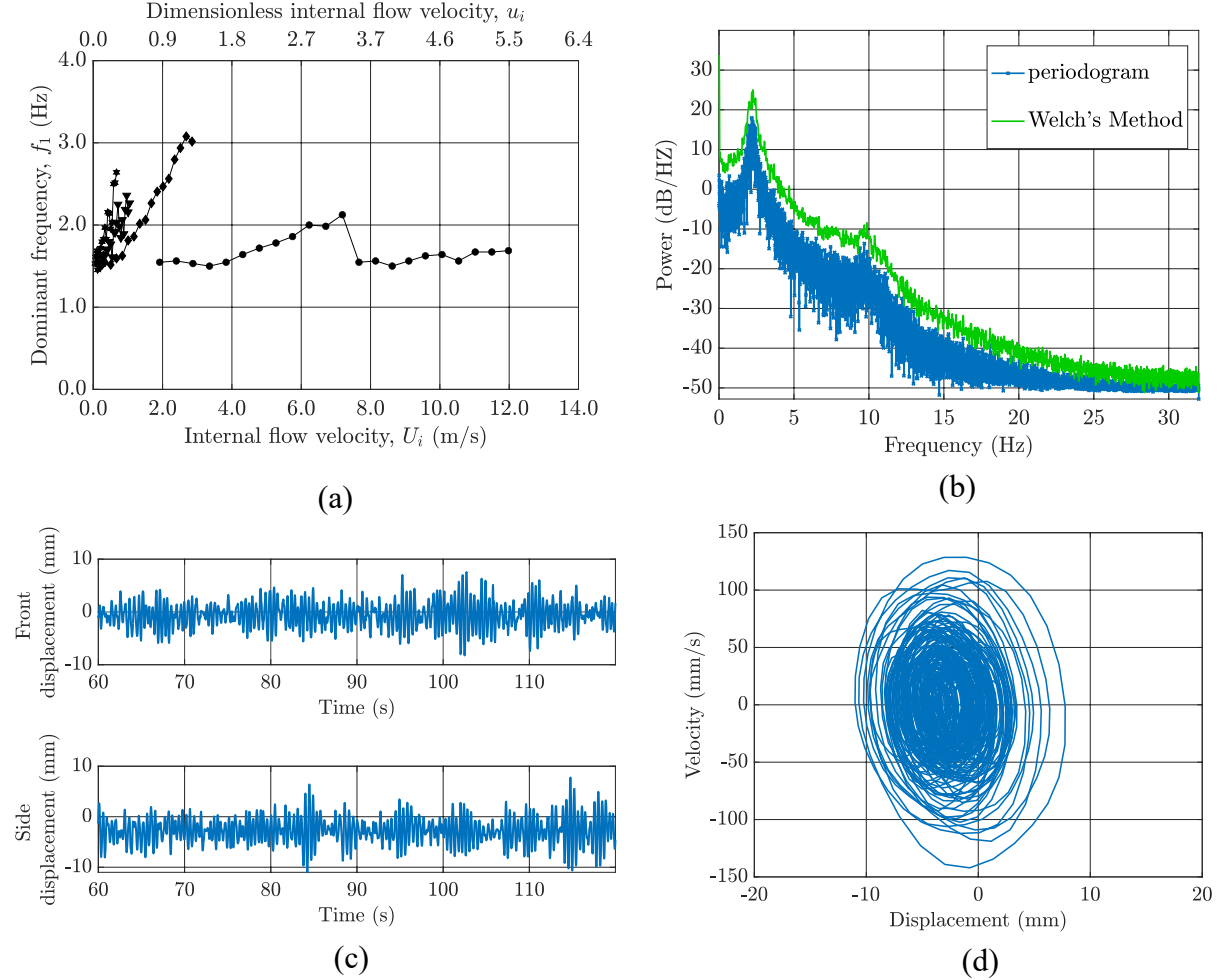 Dimensionless internal flow velocity, u_i
0.0 0.9 1.8 2.7 3.7 4.6 5.5 6.4
4.0
3.0
2.0
1.0
0.0
Dominant frequency, f_1 (Hz)
0.0 2.0 4.0 6.0 8.0 10.0 12.0 14.0
Internal flow velocity, U_i (m/s)
(a)
30
20
10
0
-10
-20
-30
-40
-50
Power (dB/HZ)
periodogram
Welch's Method
0 5 10 15 20 25 30
Frequency (Hz)
(b)
Front
displacement (mm)
10
0
-10
60 70 80 90 100 110
Time (s)
Side
displacement (mm)
10
0
-10
60 70 80 90 100 110
Time (s)
(c)
150
100
50
0
-50
-100
-150
Velocity (mm/s)
-20 -10 0 10 20
Displacement (mm)
(d)